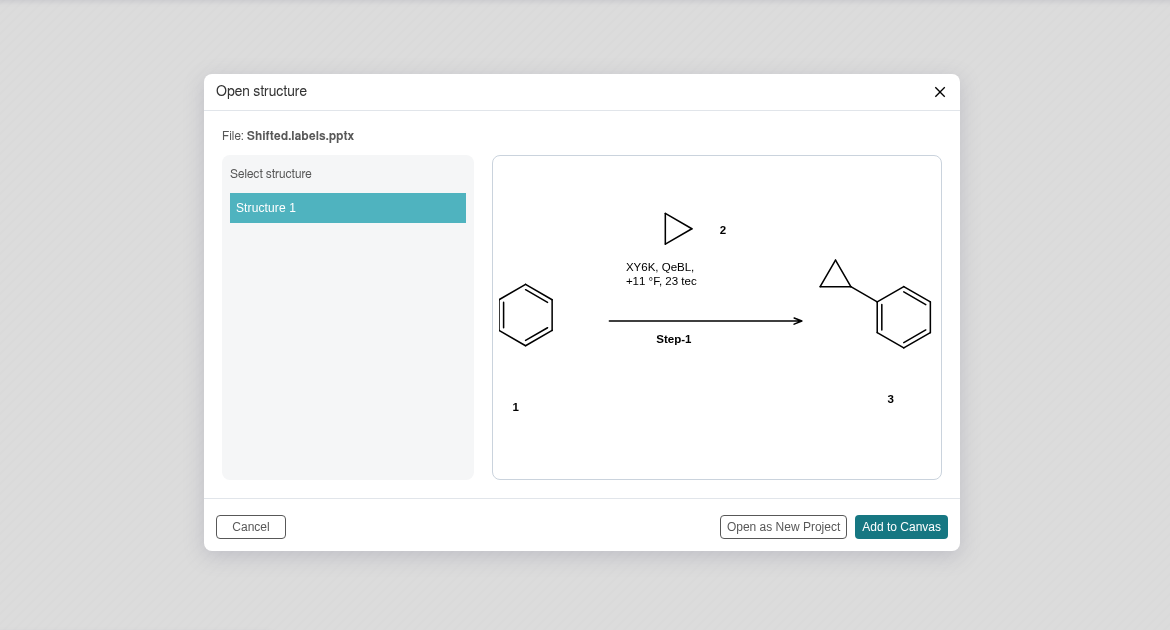 Open structure
File: Shifted.labels.pptx
Select structure
Structure 1
2
XY6K, QeBL,
+11 °F, 23 tec
Step-1
1
3
Cancel
Open as New Project
Add to Canvas